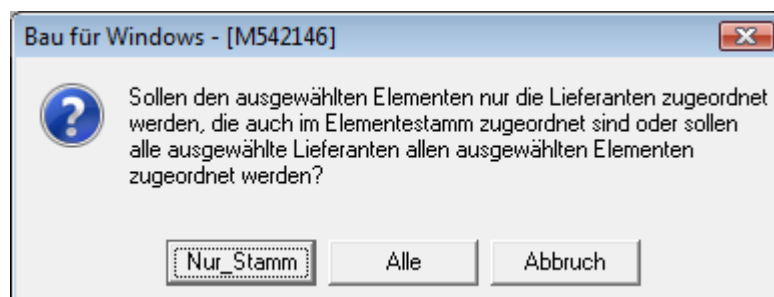 Bau für Windows - [M542146]
Sollen den ausgewählten Elementen nur die Lieferanten zugeordnet
werden, die auch im Elementestamm zugeordnet sind oder sollen
alle ausgewählte Lieferanten allen ausgewählten Elementen
zugeordnet werden?
Nur_Stamm Alle Abbruch